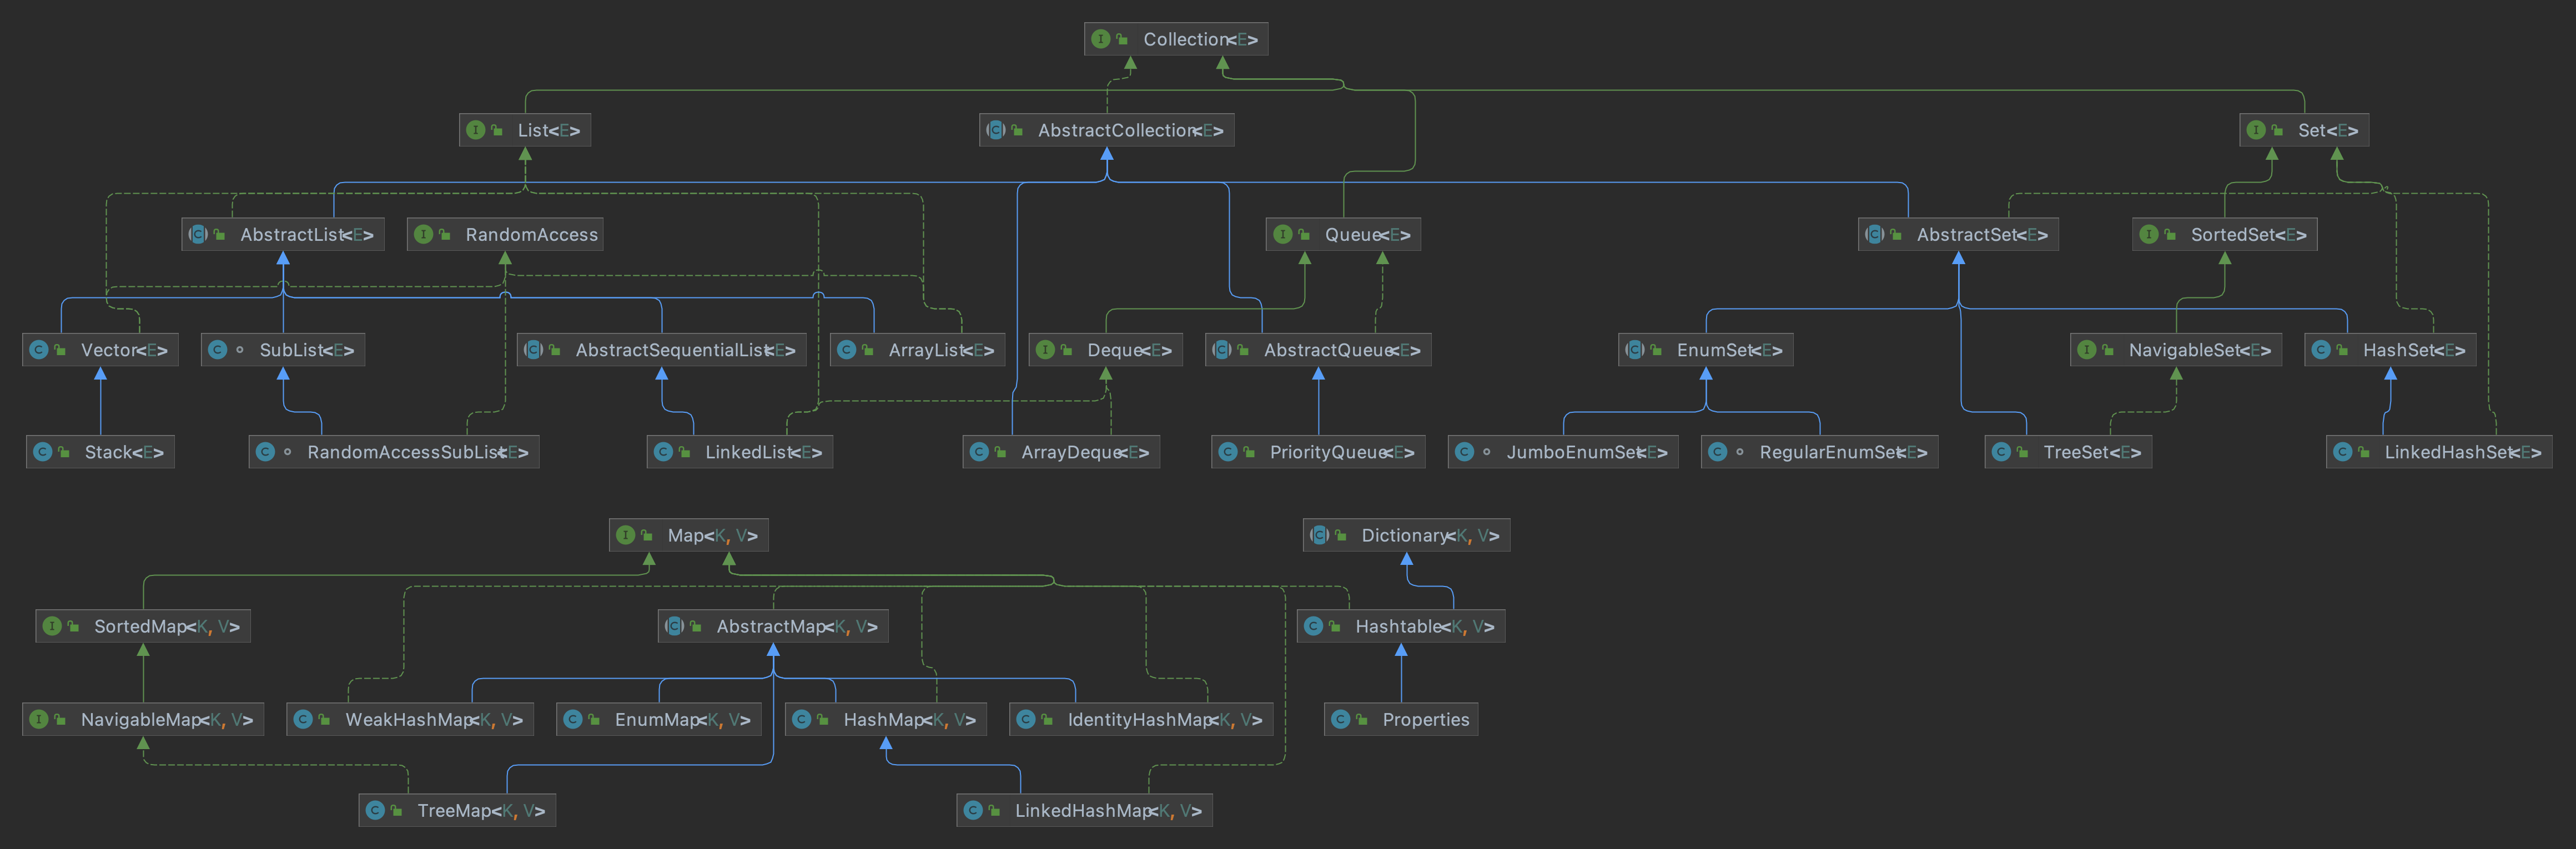 Collection<E>
List<E>
AbstractCollection<E>
Set<E>
AbstractList<E>
RandomAccess
Queue<E>
AbstractSet<E>
SortedSet<E>
Vector<E>
SubList<E>
AbstractSequentialList<E>
ArrayList<E>
Deque<E>
AbstractQueue<E>
EnumSet<E>
NavigableSet<E>
HashSet<E>
Stack<E>
RandomAccessSubList<E>
LinkedList<E>
ArrayDeque<E>
PriorityQueue<E>
JumboEnumSet<E>
RegularEnumSet<E>
TreeSet<E>
LinkedHashSet<E>
Map<K, V>
Dictionary<K, V>
SortedMap<K, V>
AbstractMap<K, V>
Hashtable<K, V>
NavigableMap<K, V>
WeakHashMap<K, V>
EnumMap<K, V>
HashMap<K, V>
IdentityHashMap<K, V>
Properties
TreeMap<K, V>
LinkedHashMap<K, V>